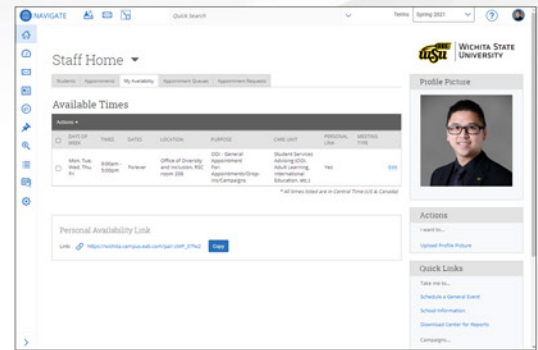 NAVIGATE
Quick Search
Terms
Spring 2021
?
Staff Home
Students
Appointments
My Availability
Appointment Queues
Appointment Requests
Available Times
Actions
DAYS OF WEEK
TIMES
DATES
LOCATION
PURPOSE
CARE UNIT
PERSONAL LINK
MEETING TYPE
Mon, Tue,
Wed, Thu,
Fri
9:00am -
5:00pm
Forever
Office of Diversity
and Inclusion, RSC
room 208
ODI - General
Appointment
For:
Appointments/Drop-
ins/Campaigns
Student Services
Advising (ODI,
Adult Learning,
International
Education, etc.)
Yes
Edit
* All times listed are in Central Time (US & Canada)
Personal Availability Link
Link:
Copy
wsu
WICHITA STATE
UNIVERSITY
Profile Picture
Actions
I want to...
Upload Profile Picture
Quick Links
Take me to...
Schedule a General Event
School Information
Download Center for Reports
Campaigns...